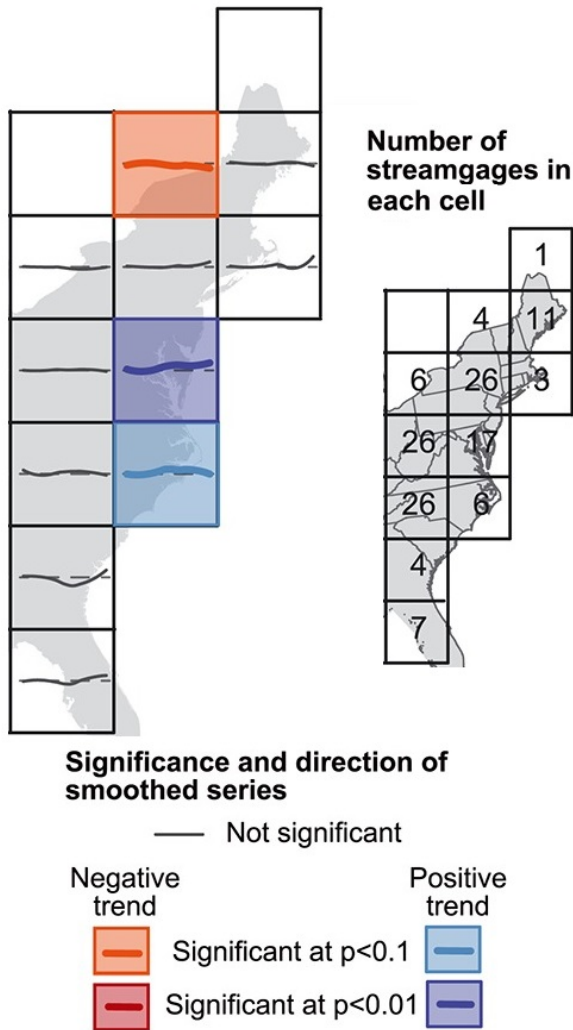 Number of
streamgages in
each cell
1
4 11
6 26 3
26 17
26 6
4
7
Significance and direction of
smoothed series
Not significant
Negative
trend
Positive
trend
Significant at p<0.1
Significant at p<0.01